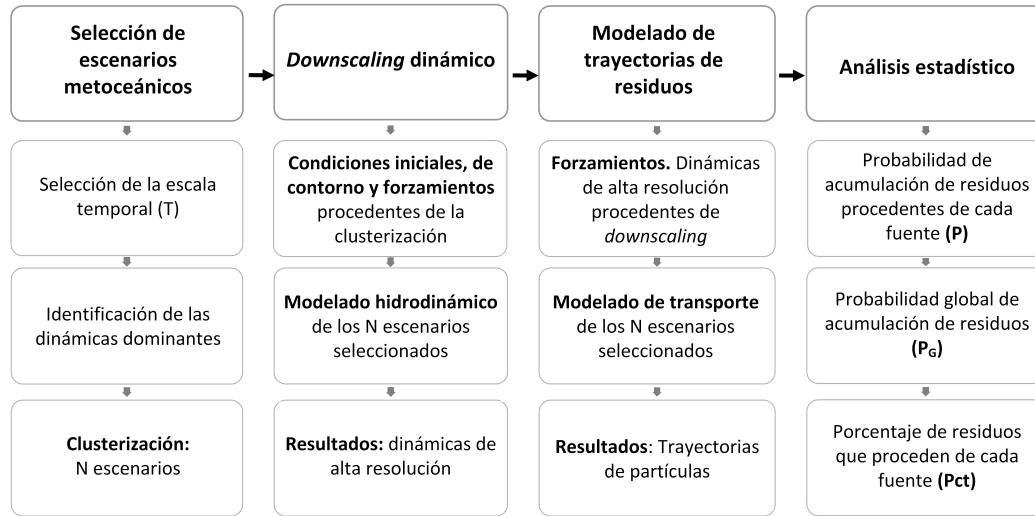 Selección de
escenarios
metoceánicos
Downscaling dinámico
Modelado de
trayectorias de
residuos
Análisis estadístico
Selección de la escala
temporal (T)
Condiciones iniciales, de
contorno y forzamientos
procedentes de la
clusterización
Forzamientos. Dinámicas
de alta resolución
procedentes de
downscaling
Probabilidad de
acumulación de residuos
procedentes de cada
fuente (P)
Identificación de las
dinámicas dominantes
Modelado hidrodinámico
de los N escenarios
seleccionados
Modelado de transporte
de los N escenarios
seleccionados
Probabilidad global de
acumulación de residuos
(PG)
Clusterización:
N escenarios
Resultados: dinámicas de
alta resolución
Resultados: Trayectorias
de partículas
Porcentaje de residuos
que proceden de cada
fuente (Pct)